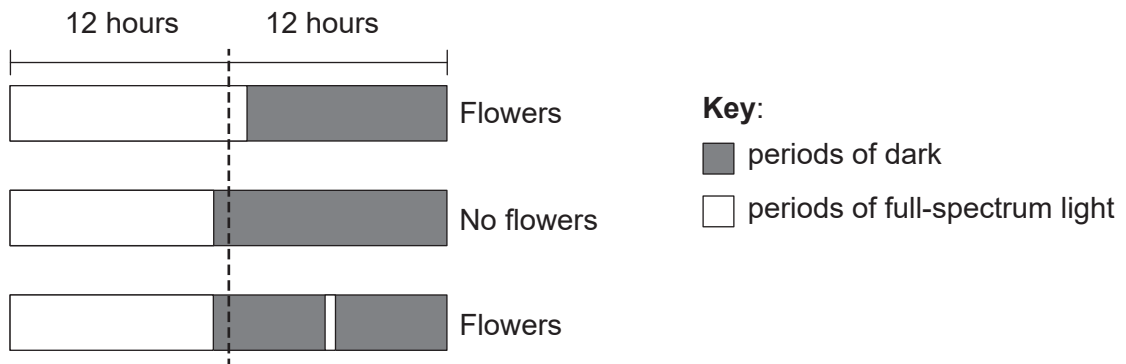 12 hours 12 hours
Flowers
Key:
periods of dark
periods of full-spectrum light
No flowers
Flowers